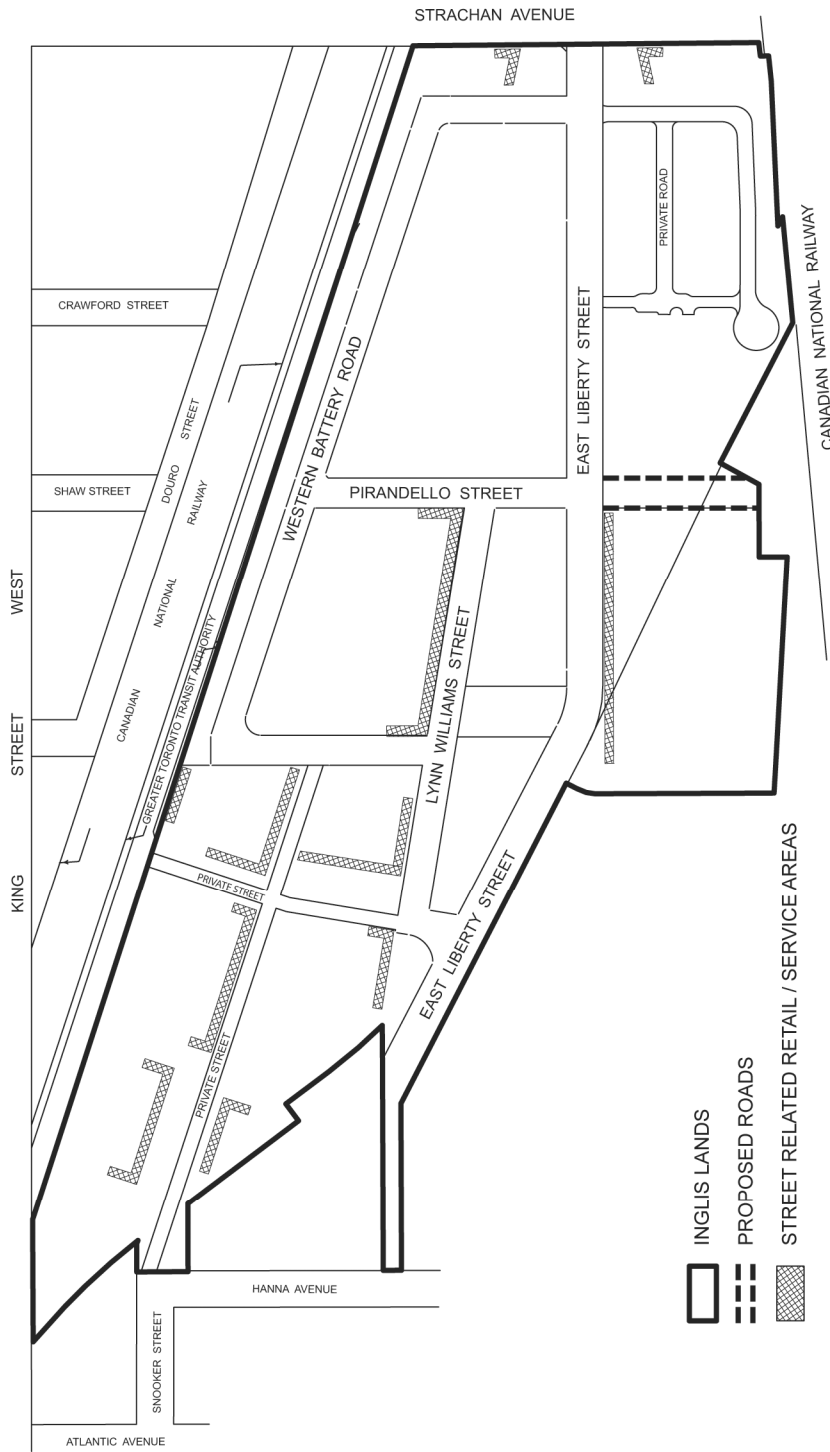 STRACHAN AVENUE
CRAWFORD STREET
SHAW STREET
KING STREET WEST
DOURO STREET
CANADIAN NATIONAL RAILWAY
GREATER TORONTO TRANSIT AUTHORITY
WESTERN BATTERY ROAD
PIRANDELLO STREET
EAST LIBERTY STREET
PRIVATE ROAD
CANADIAN NATIONAL RAILWAY
LYNN WILLIAMS STREET
PRIVATE STREET
EAST LIBERTY STREET
PRIVATE STREET
HANNA AVENUE
SNOOKER STREET
ATLANTIC AVENUE
INGLIS LANDS
PROPOSED ROADS
STREET RELATED RETAIL / SERVICE AREAS